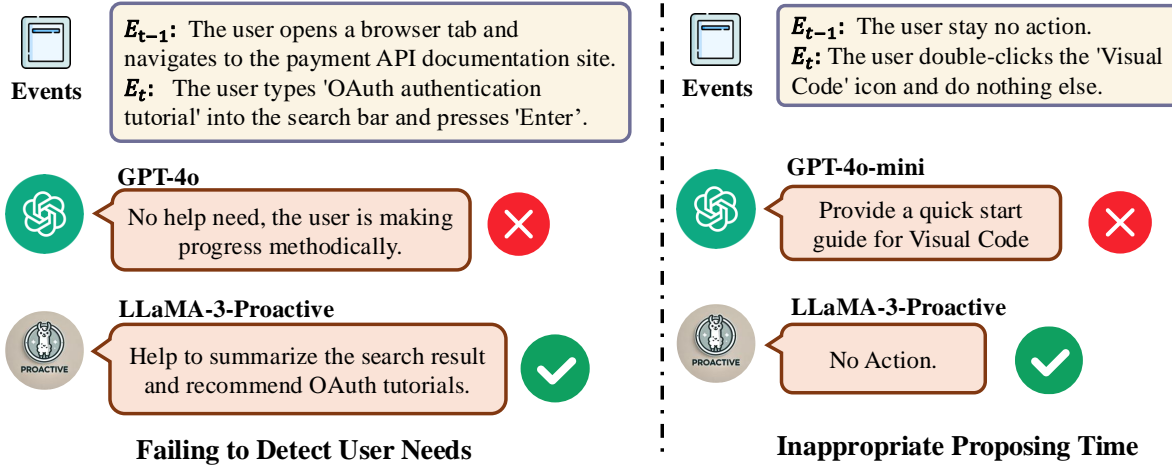 E_{t-1}: The user opens a browser tab and
navigates to the payment API documentation site.
E_t: The user types 'OAuth authentication
tutorial' into the search bar and presses 'Enter’.
Events
GPT-4o
No help need, the user is making
progress methodically.
LLaMA-3-Proactive
PROACTIVE
Help to summarize the search result
and recommend OAuth tutorials.
Failing to Detect User Needs
E_{t-1}: The user stay no action.
E_t: The user double-clicks the 'Visual
Code' icon and do nothing else.
Events
GPT-4o-mini
Provide a quick start
guide for Visual Code
LLaMA-3-Proactive
PROACTIVE
No Action.
Inappropriate Proposing Time